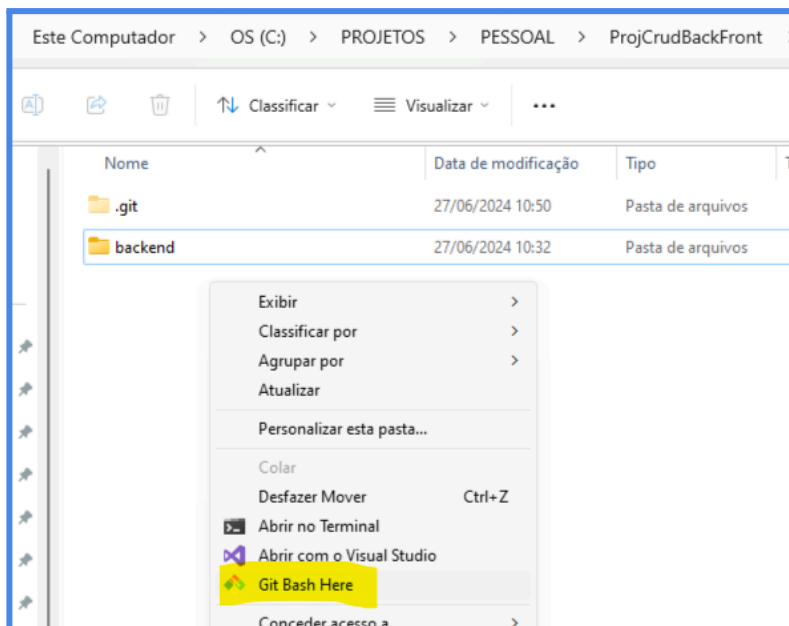 Este Computador > OS (C:) > PROJETOS > PESSOAL > ProjCrudBackFront
Classificar Visualizar ...
Nome Data de modificação Tipo
.git 27/06/2024 10:50 Pasta de arquivos
backend 27/06/2024 10:32 Pasta de arquivos
Exibir >
Classificar por >
Agrupar por >
Atualizar
Personalizar esta pasta...
Colar
Desfazer Mover Ctrl+Z
Abrir no Terminal
Abrir com o Visual Studio
Git Bash Here
Conceder acesso a >